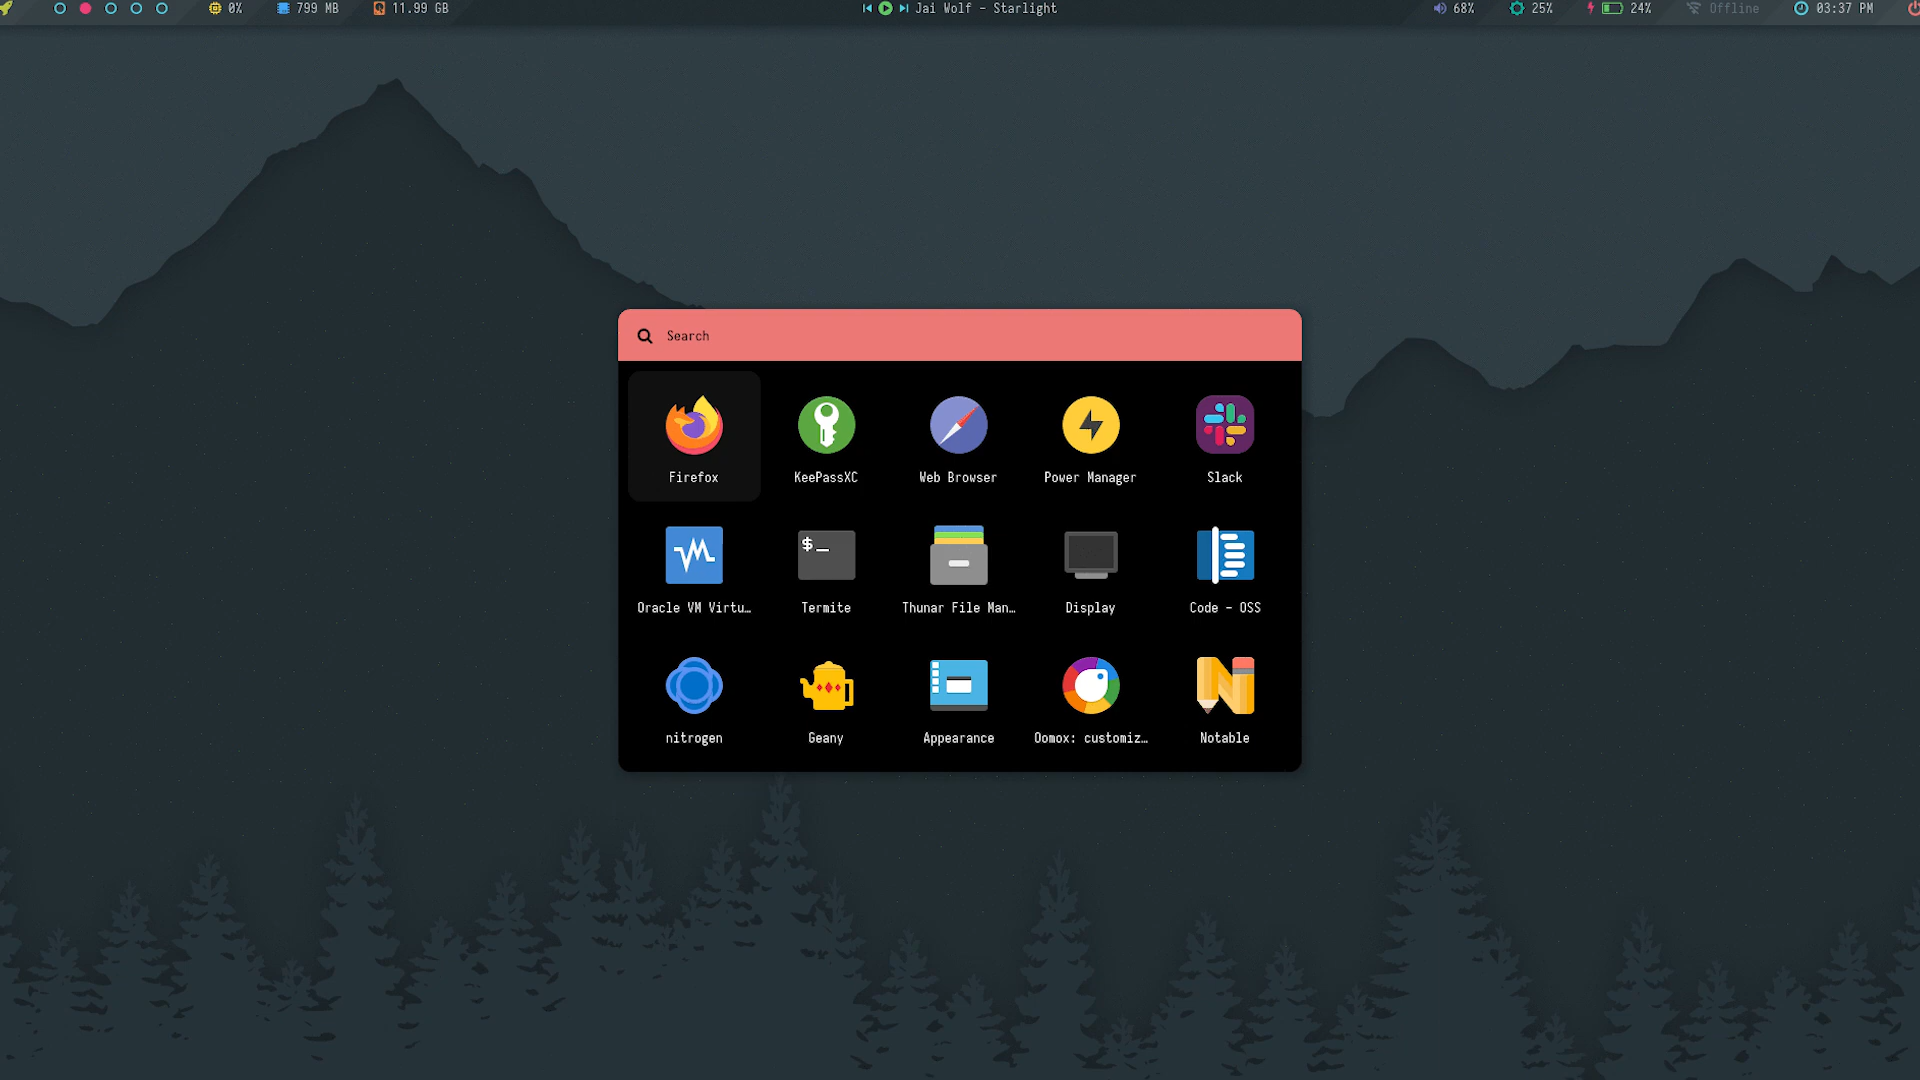 0% 799 MB 11.99 GB Jai Wolf - Starlight 68% 25% 24% Offline 03:37 PM
Search
Firefox KeePassXC Web Browser Power Manager Slack
$_
Oracle VM Virtu… Termite Thunar File Man… Display Code - OSS
nitrogen Geany Appearance Oomox: customiz… Notable